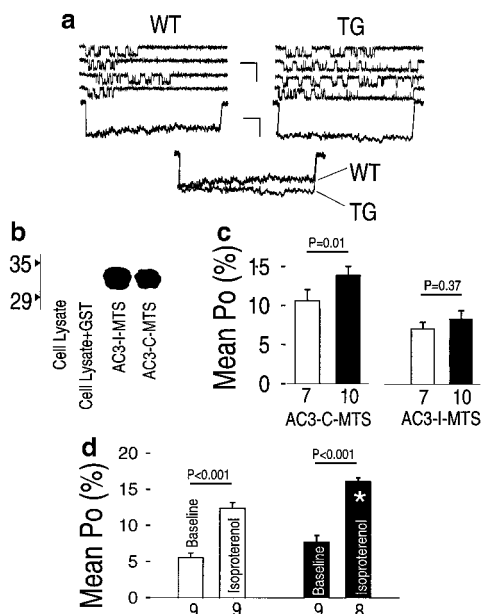 a
WT
TG
WT
TG
b
35
29
Cell Lysate
Cell Lysate+GST
AC3-I-MTS
AC3-C-MTS
c
Mean Po (%)
15
10
5
0
P=0.01
P=0.37
7
10
7
10
AC3-C-MTS
AC3-I-MTS
d
Mean Po (%)
20
15
10
5
0
P<0.001
P<0.001
Baseline
Isoproterenol
Baseline
*
Isoproterenol
9
9
9
8